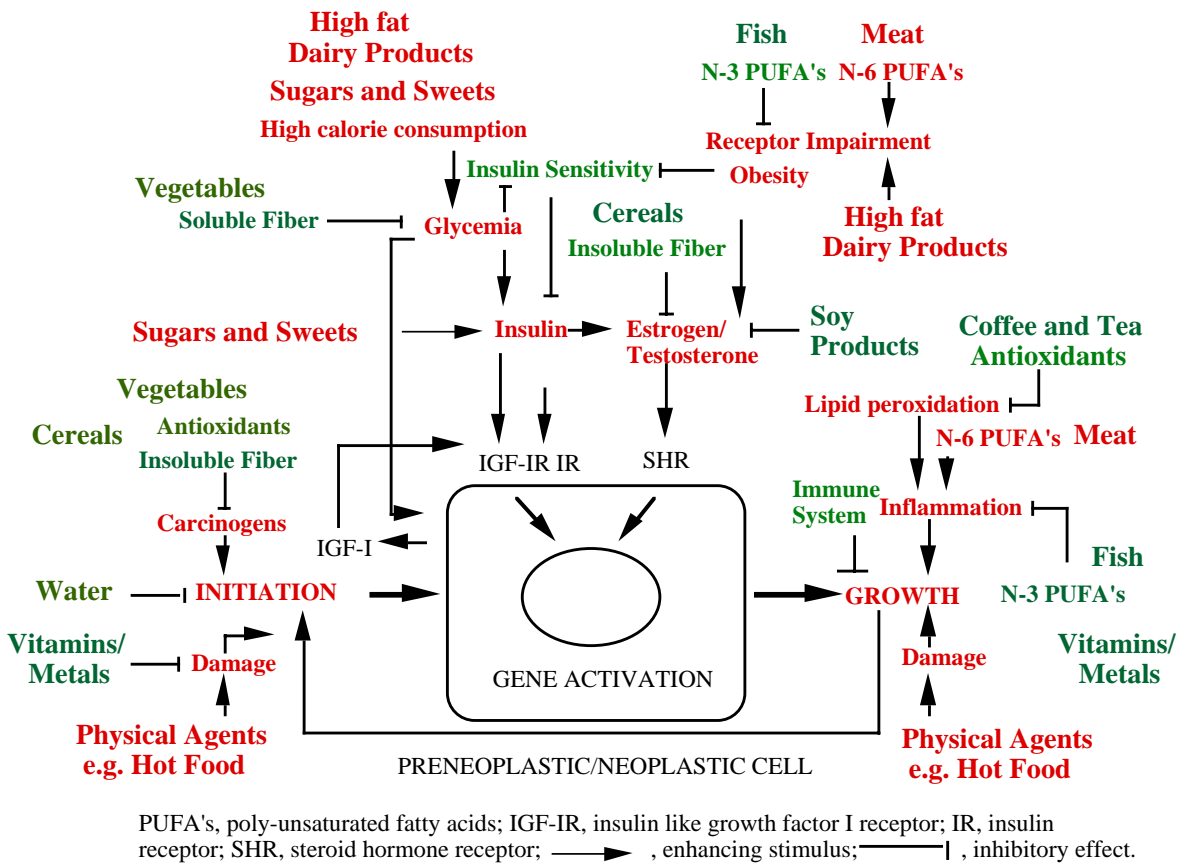 High fat
Dairy Products
Sugars and Sweets
High calorie consumption
Fish
N-3 PUFA's
Meat
N-6 PUFA's
Receptor Impairment
Obesity
Insulin Sensitivity
Vegetables
Soluble Fiber
Glycemia
Cereals
Insoluble Fiber
High fat
Dairy Products
Sugars and Sweets
Insulin
Estrogen/
Testosterone
Soy
Products
Coffee and Tea
Antioxidants
Vegetables
Cereals
Antioxidants
Insoluble Fiber
Lipid peroxidation
N-6 PUFA's
Meat
IGF-IR IR
SHR
Carcinogens
IGF-I
Immune
System
Inflammation
Fish
N-3 PUFA's
Water
INITIATION
GROWTH
Vitamins/
Metals
Damage
GENE ACTIVATION
Damage
Vitamins/
Metals
Physical Agents
e.g. Hot Food
PRENEOPLASTIC/NEOPLASTIC CELL
Physical Agents
e.g. Hot Food
PUFA's, poly-unsaturated fatty acids; IGF-IR, insulin like growth factor I receptor; IR, insulin
receptor; SHR, steroid hormone receptor; , enhancing stimulus; , inhibitory effect.